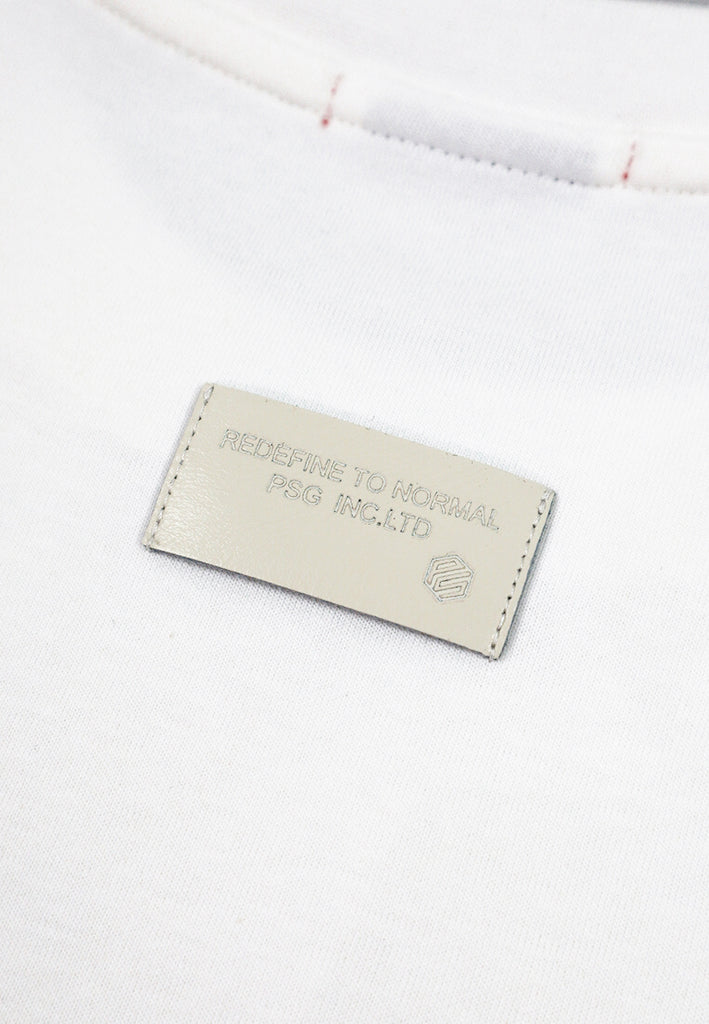 REDEFINE TO NORMAL
PSG INC.LTD